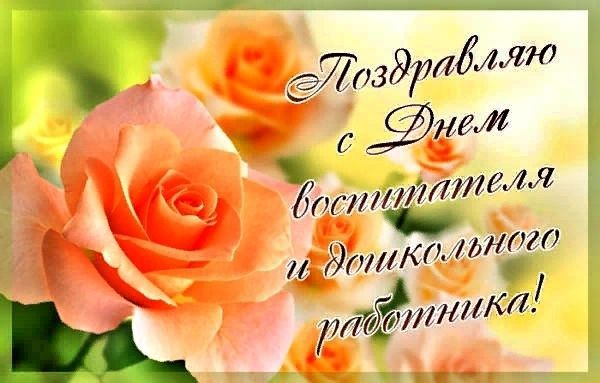 Поздравляю
с Днем
воспитателя
и дошкольного
работника!